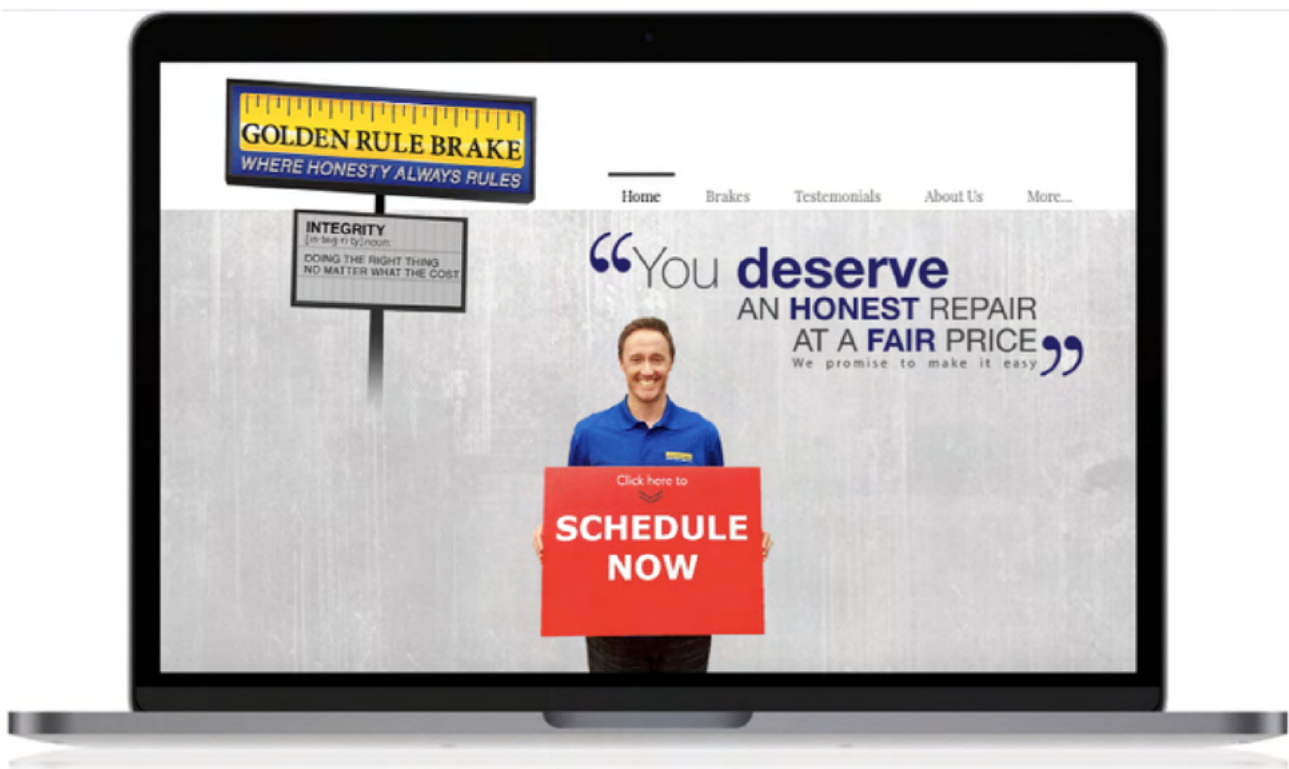 GOLDEN RULE BRAKE
WHERE HONESTY ALWAYS RULES
INTEGRITY
[in·teg·ri·ty] noun:
DOING THE RIGHT THING
NO MATTER WHAT THE COST
Home Brakes Testemonials About Us More...
“You deserve
AN HONEST REPAIR
AT A FAIR PRICE
We promise to make it easy”
Click here to
SCHEDULE
NOW